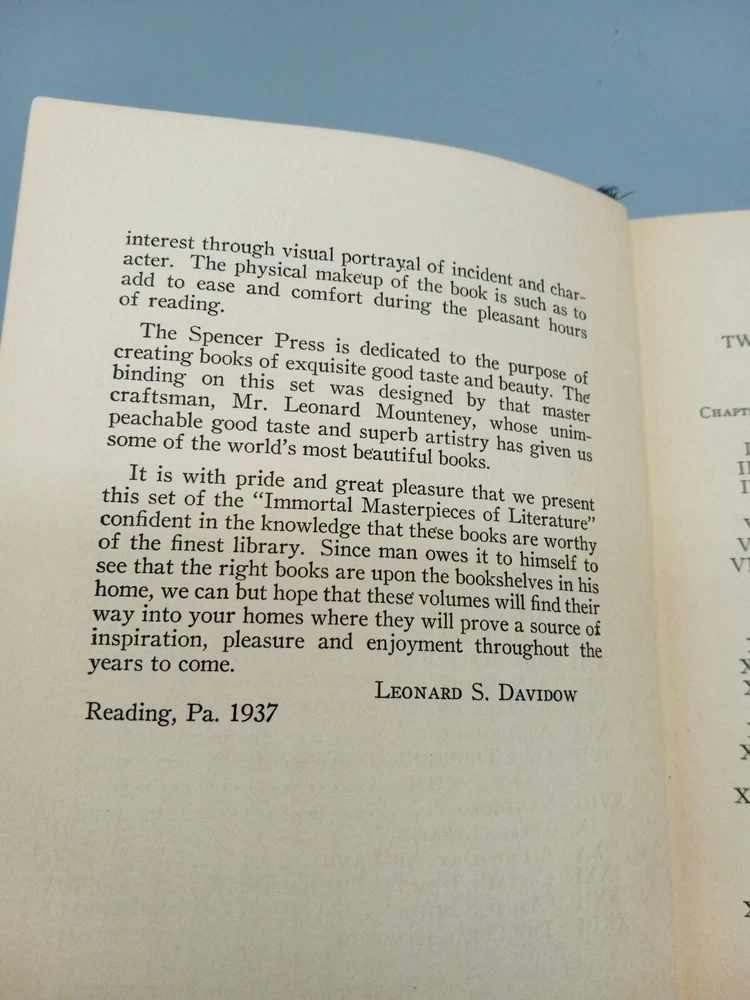 interest through visual portrayal of incident and char-
acter. The physical makeup of the book is such as to
add to ease and comfort during the pleasant hours
of reading.
The Spencer Press is dedicated to the purpose of
creating books of exquisite good taste and beauty. The
binding on this set was designed by that master
craftsman, Mr. Leonard Mounteney, whose unim-
peachable good taste and superb artistry has given us
some of the world's most beautiful books.
It is with pride and great pleasure that we present
this set of the "Immortal Masterpieces of Literature"
confident in the knowledge that these books are worthy
of the finest library. Since man owes it to himself to
see that the right books are upon the bookshelves in his
home, we can but hope that these volumes will find their
way into your homes where they will prove a source of
inspiration, pleasure and enjoyment throughout the
years to come.
Leonard S. Davidow
Reading, Pa. 1937